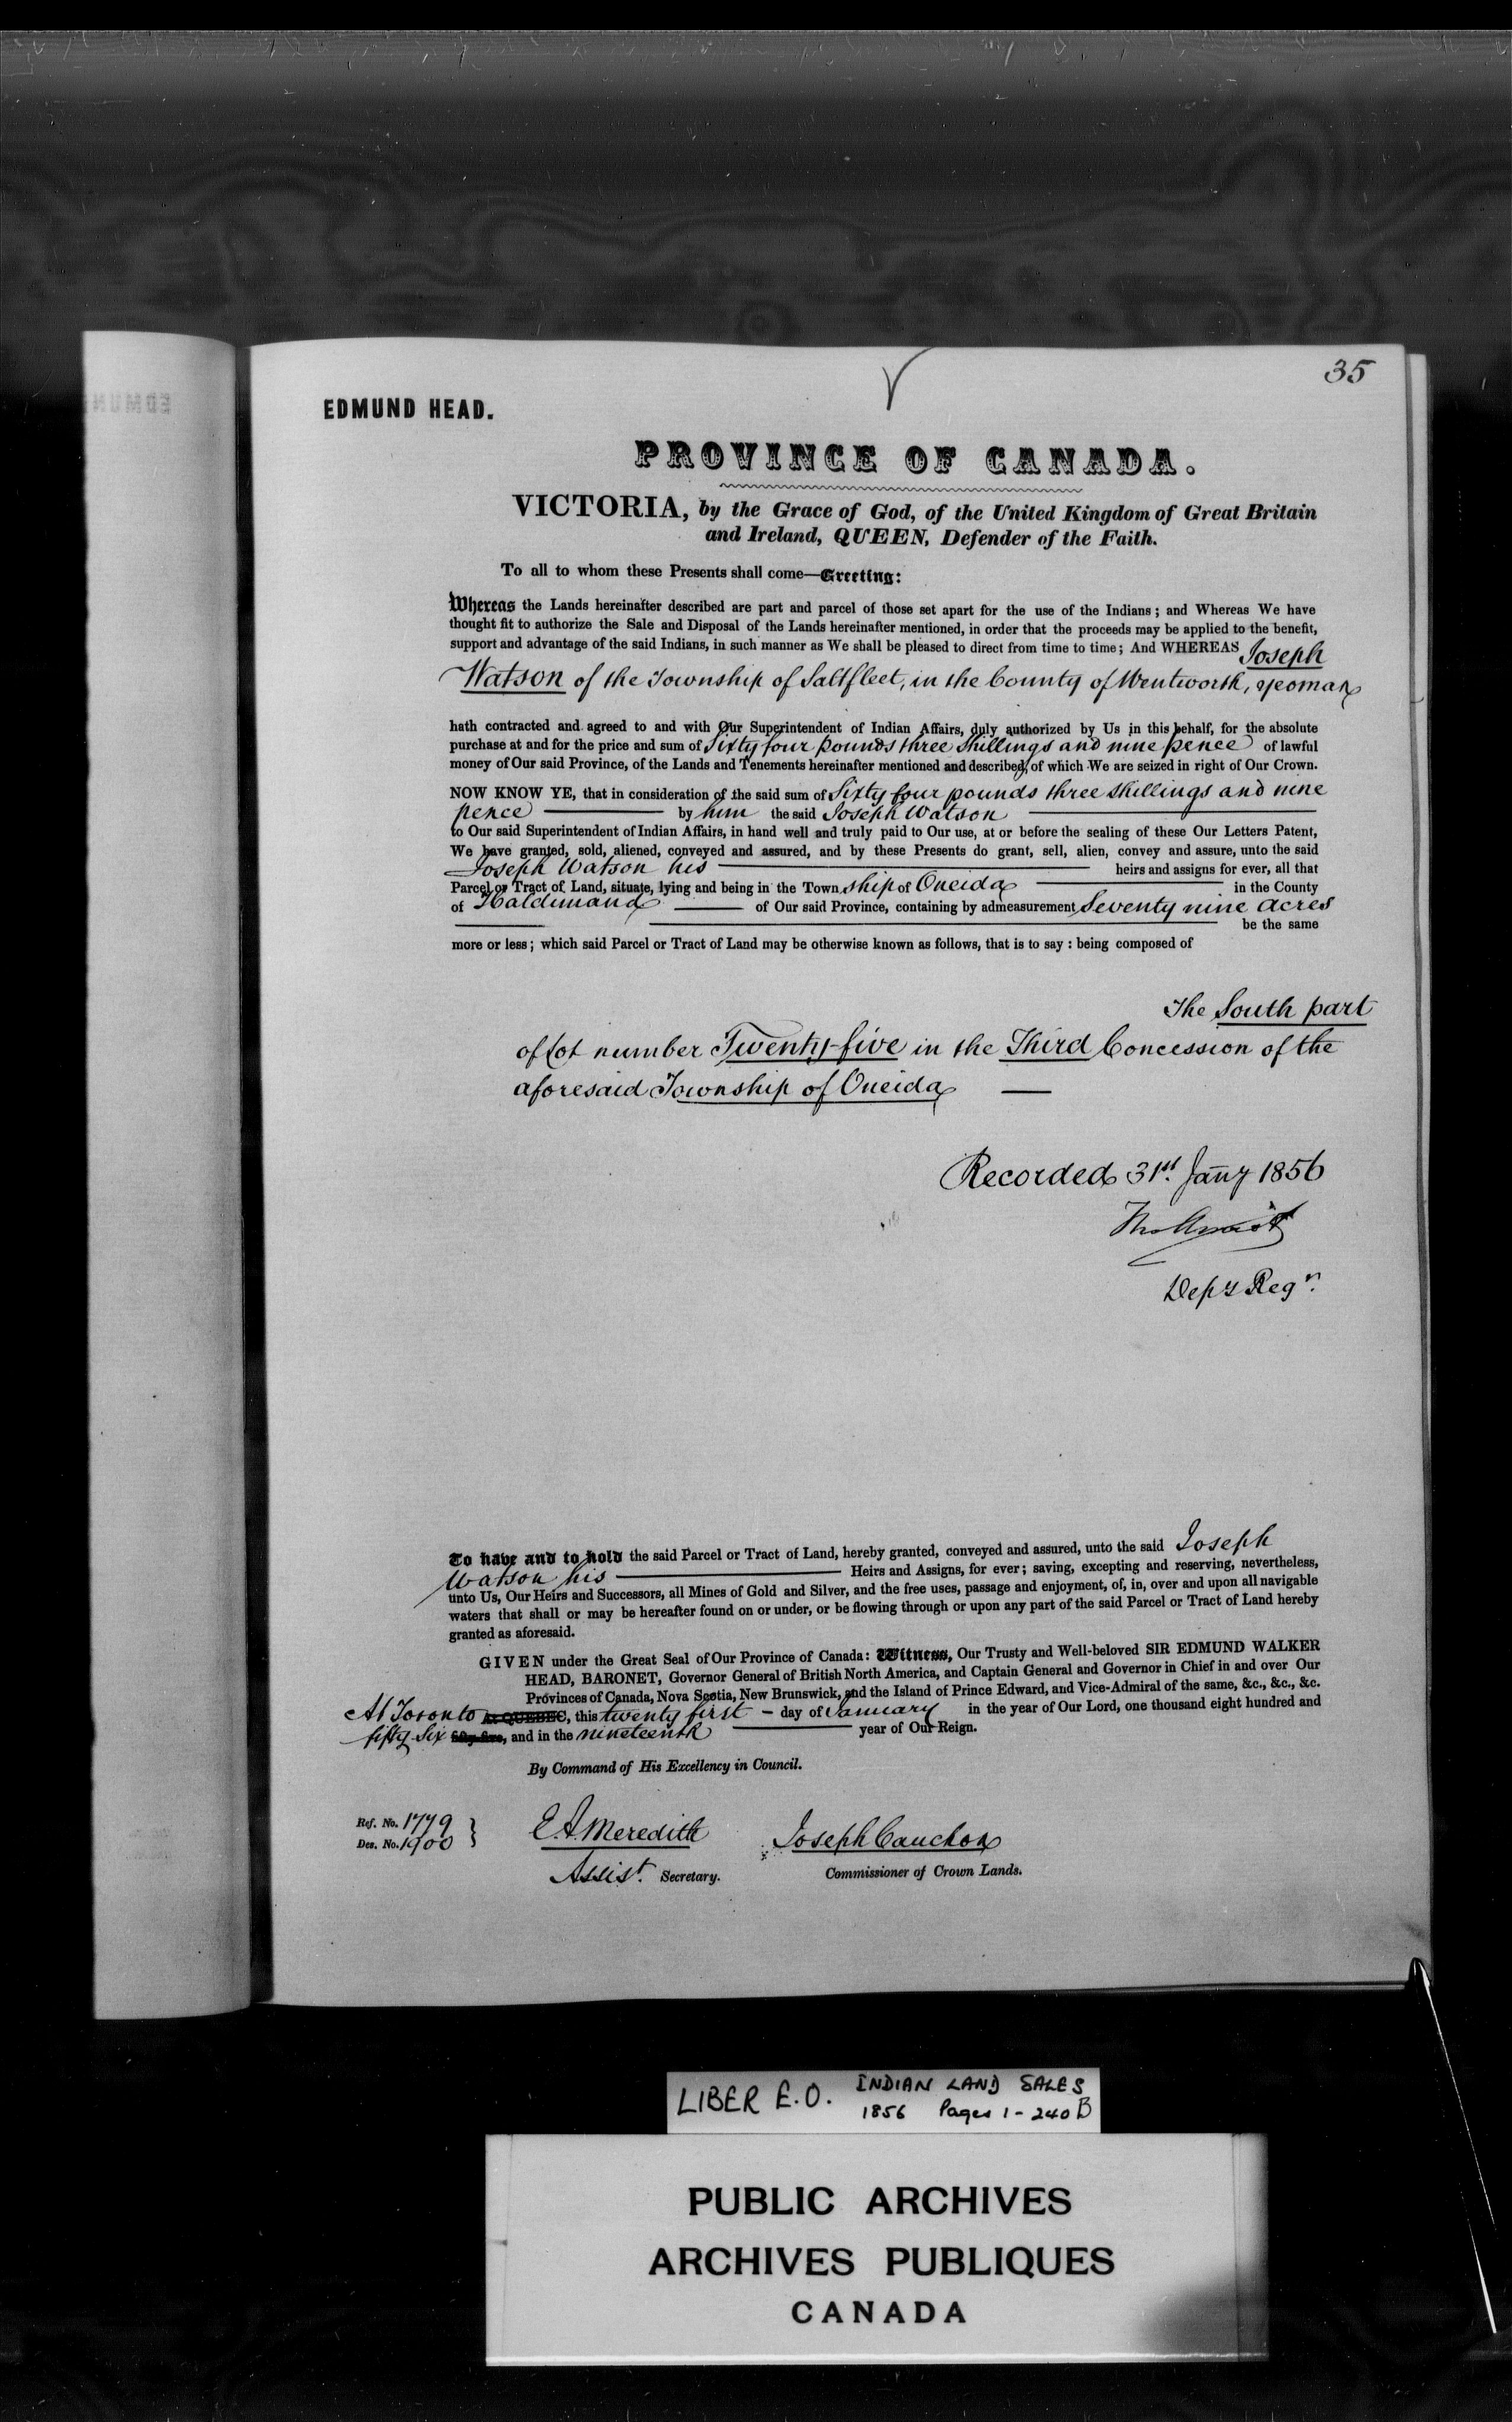 35
EDMUND HEAD.
PROVINCE OF CANADA.
VICTORIA, by the Grace of God, of the United Kingdom of Great Britain
and Ireland, QUEEN, Defender of the Faith.
To all to whom these Presents shall come—Greeting:
Whereas the Lands hereinafter described are part and parcel of those set apart for the use of the Indians; and Whereas We have
thought fit to authorize the Sale and Disposal of the Lands hereinafter mentioned, in order that the proceeds may be applied to the benefit,
support and advantage of the said Indians, in such manner as We shall be pleased to direct from time to time; And WHEREAS Joseph
Watson of the Township of Saltfleet, in the County of Wentworth, yeoman
hath contracted and agreed to and with Our Superintendent of Indian Affairs, duly authorized by Us in this behalf, for the absolute
purchase at and for the price and sum of Sixty four pounds three shillings and nine pence of lawful
money of Our said Province, of the Lands and Tenements hereinafter mentioned and described, of which We are seized in right of Our Crown.
NOW KNOW YE, that in consideration of the said sum of Sixty four pounds three shillings and nine
pence by him the said Joseph Watson
to Our said Superintendent of Indian Affairs, in hand well and truly paid to Our use, at or before the sealing of these Our Letters Patent,
We have granted, sold, aliened, conveyed and assured, and by these Presents do grant, sell, alien, convey and assure, unto the said
Joseph Watson his heirs and assigns for ever, all that
Parcel or Tract of Land, situate, lying and being in the Town ship of Oneida in the County
of Haldimand of Our said Province, containing by admeasurement Seventy nine acres
be the same
more or less; which said Parcel or Tract of Land may be otherwise known as follows, that is to say: being composed of
The South part
of Lot number Twenty-five in the Third Concession of the
aforesaid Township of Oneida
Recorded 31st Jany 1856
Depy Regr.
To have and to hold the said Parcel or Tract of Land, hereby granted, conveyed and assured, unto the said Joseph
Watson his Heirs and Assigns, for ever; saving, excepting and reserving, nevertheless,
unto Us, Our Heirs and Successors, all Mines of Gold and Silver, and the free uses, passage and enjoyment, of, in, over and upon all navigable
waters that shall or may be hereafter found on or under, or be flowing through or upon any part of the said Parcel or Tract of Land hereby
granted as aforesaid.
GIVEN under the Great Seal of Our Province of Canada: Witness, Our Trusty and Well-beloved SIR EDMUND WALKER
HEAD, BARONET, Governor General of British North America, and Captain General and Governor in Chief in and over Our
Provinces of Canada, Nova Scotia, New Brunswick, and the Island of Prince Edward, and Vice-Admiral of the same, &c., &c., &c.
At Toronto At QUEBEC, this twenty first – day of January in the year of Our Lord, one thousand eight hundred and
fifty-six fifty-five, and in the nineteenth year of Our Reign.
By Command of His Excellency in Council.
Ref. No. 1779
Des. No. 1900
E.A. Meredith
Assist. Secretary.
Joseph Cauchon
Commissioner of Crown Lands.
LIBER E.O. INDIAN LAND SALES
1856 Pages 1-240B
PUBLIC ARCHIVES
ARCHIVES PUBLIQUES
CANADA